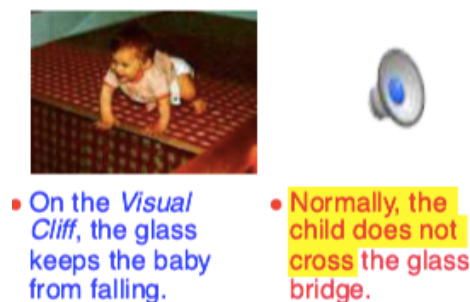 • On the Visual
Cliff, the glass
keeps the baby
from falling.
• Normally, the
child does not
cross the glass
bridge.